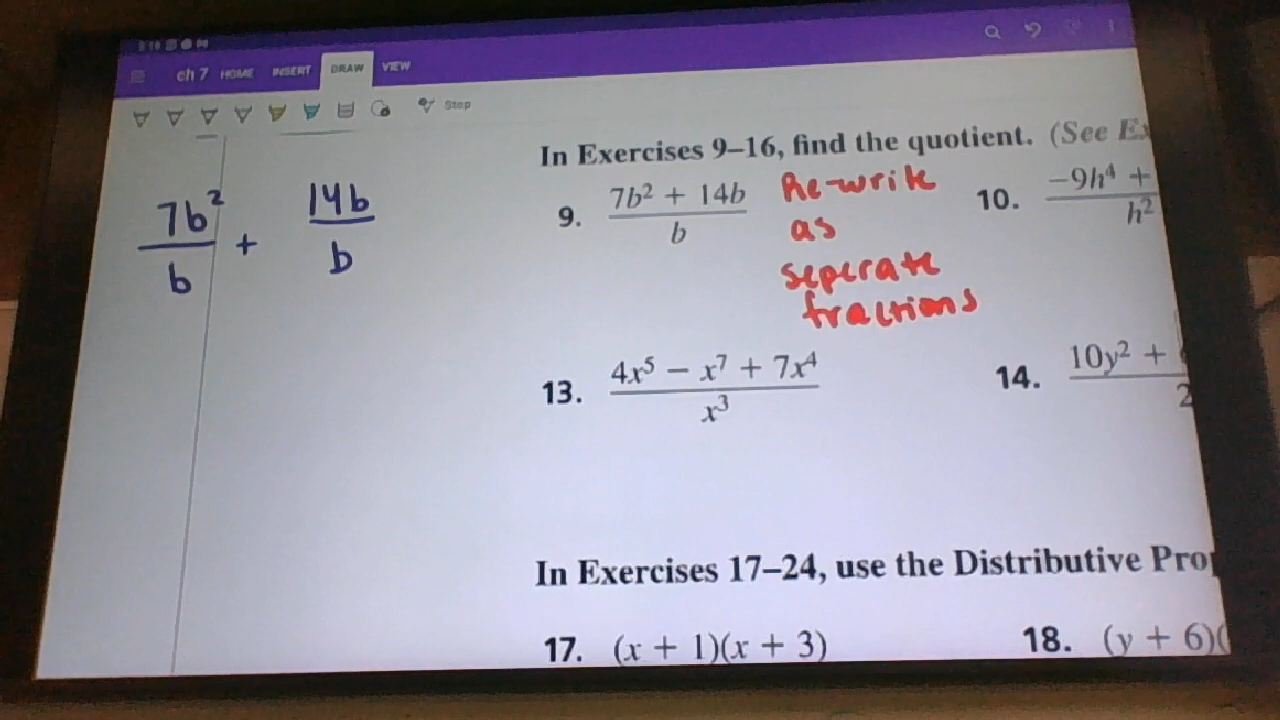 ch 7 HOME INSERT DRAW VIEW
Stop
In Exercises 9–16, find the quotient. (See
7b² + 14b
b b
9. 7b² + 14b
b
Re-write
as
seperate
fractions
10. −9h⁴ +
h²
13. 4x⁵ − x⁷ + 7x⁴
x³
14. 10y² +
2
In Exercises 17–24, use the Distributive
17. (x + 1)(x + 3)
18. (y + 6)(